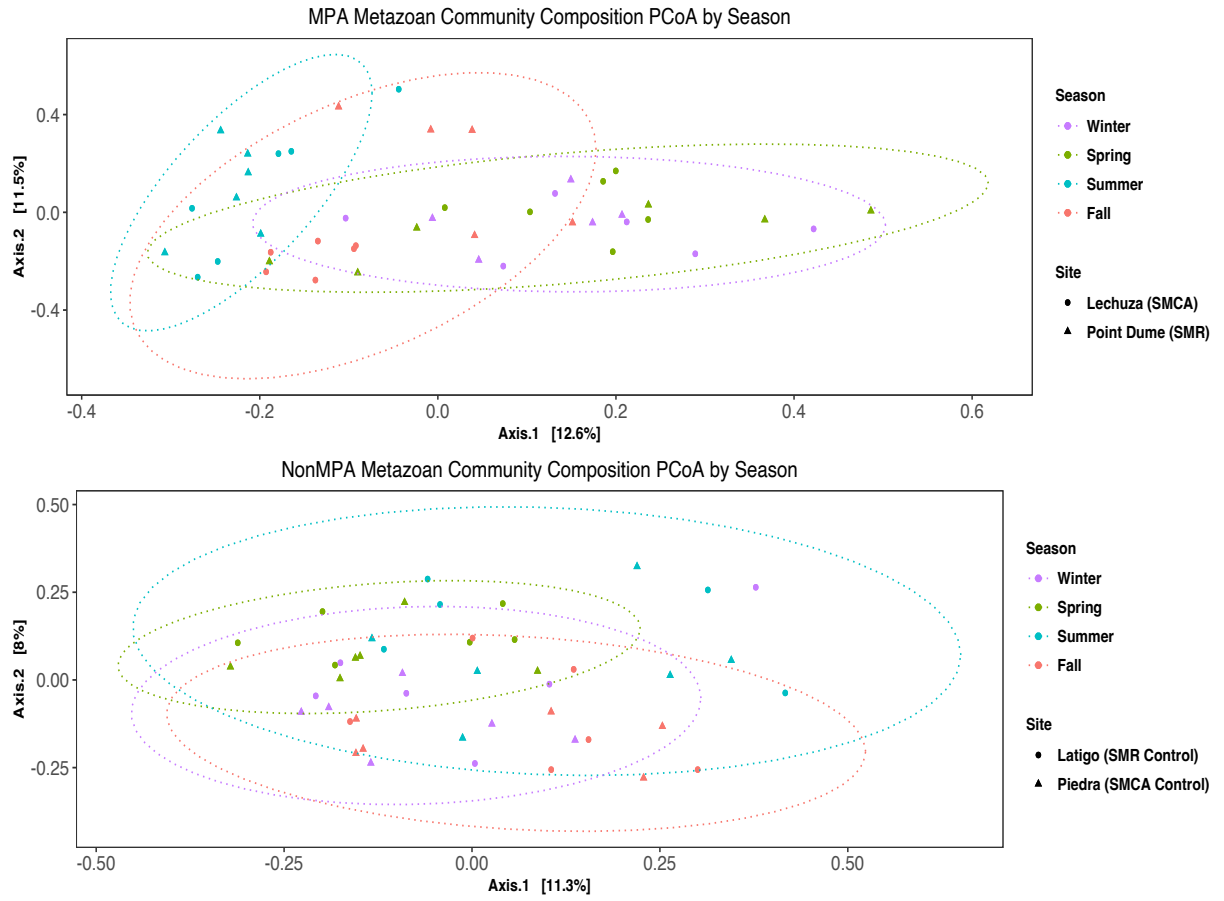 MPA Metazoan Community Composition PCoA by Season
Axis.2 [11.5%]
0.4
0.0
-0.4
-0.4 -0.2 0.0 0.2 0.4 0.6
Axis.1 [12.6%]
Season
Winter
Spring
Summer
Fall
Site
Lechuza (SMCA)
Point Dume (SMR)
NonMPA Metazoan Community Composition PCoA by Season
Axis.2 [8%]
0.50
0.25
0.00
-0.25
-0.50 -0.25 0.00 0.25 0.50
Axis.1 [11.3%]
Season
Winter
Spring
Summer
Fall
Site
Latigo (SMR Control)
Piedra (SMCA Control)